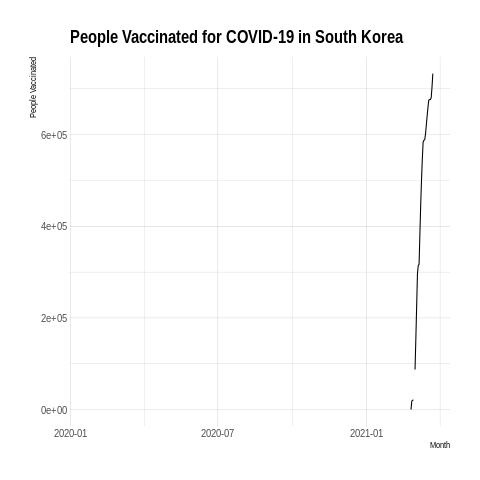 People Vaccinated for COVID-19 in South Korea
People Vaccinated
6e+05
4e+05
2e+05
0e+00
2020-01
2020-07
2021-01
Month